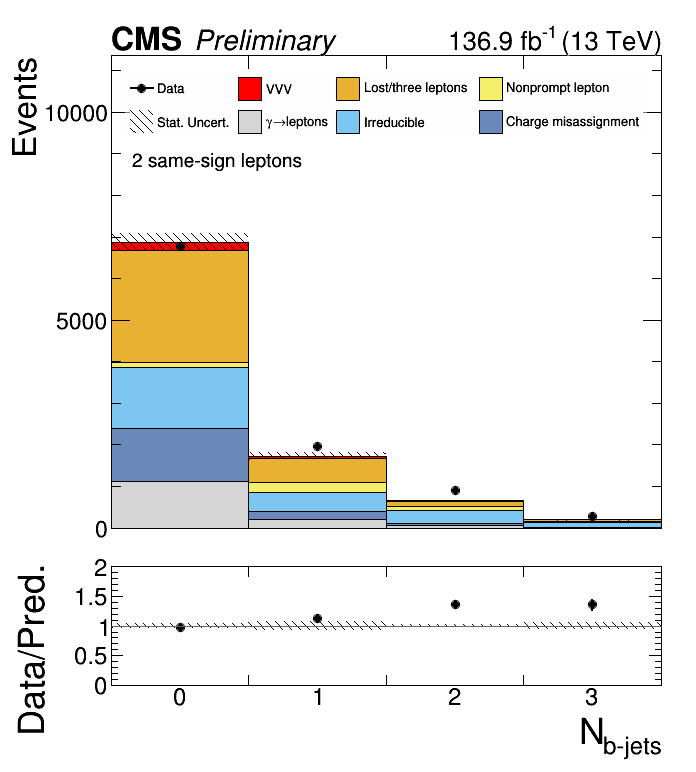 CMS Preliminary 136.9 fb⁻¹ (13 TeV)
Events
10000
5000
0
Data VVV Lost/three leptons Nonprompt lepton
Stat. Uncert. γ→leptons Irreducible Charge misassignment
2 same-sign leptons
Data/Pred.
2
1.5
1
0.5
0
0 1 2 3
N_b-jets